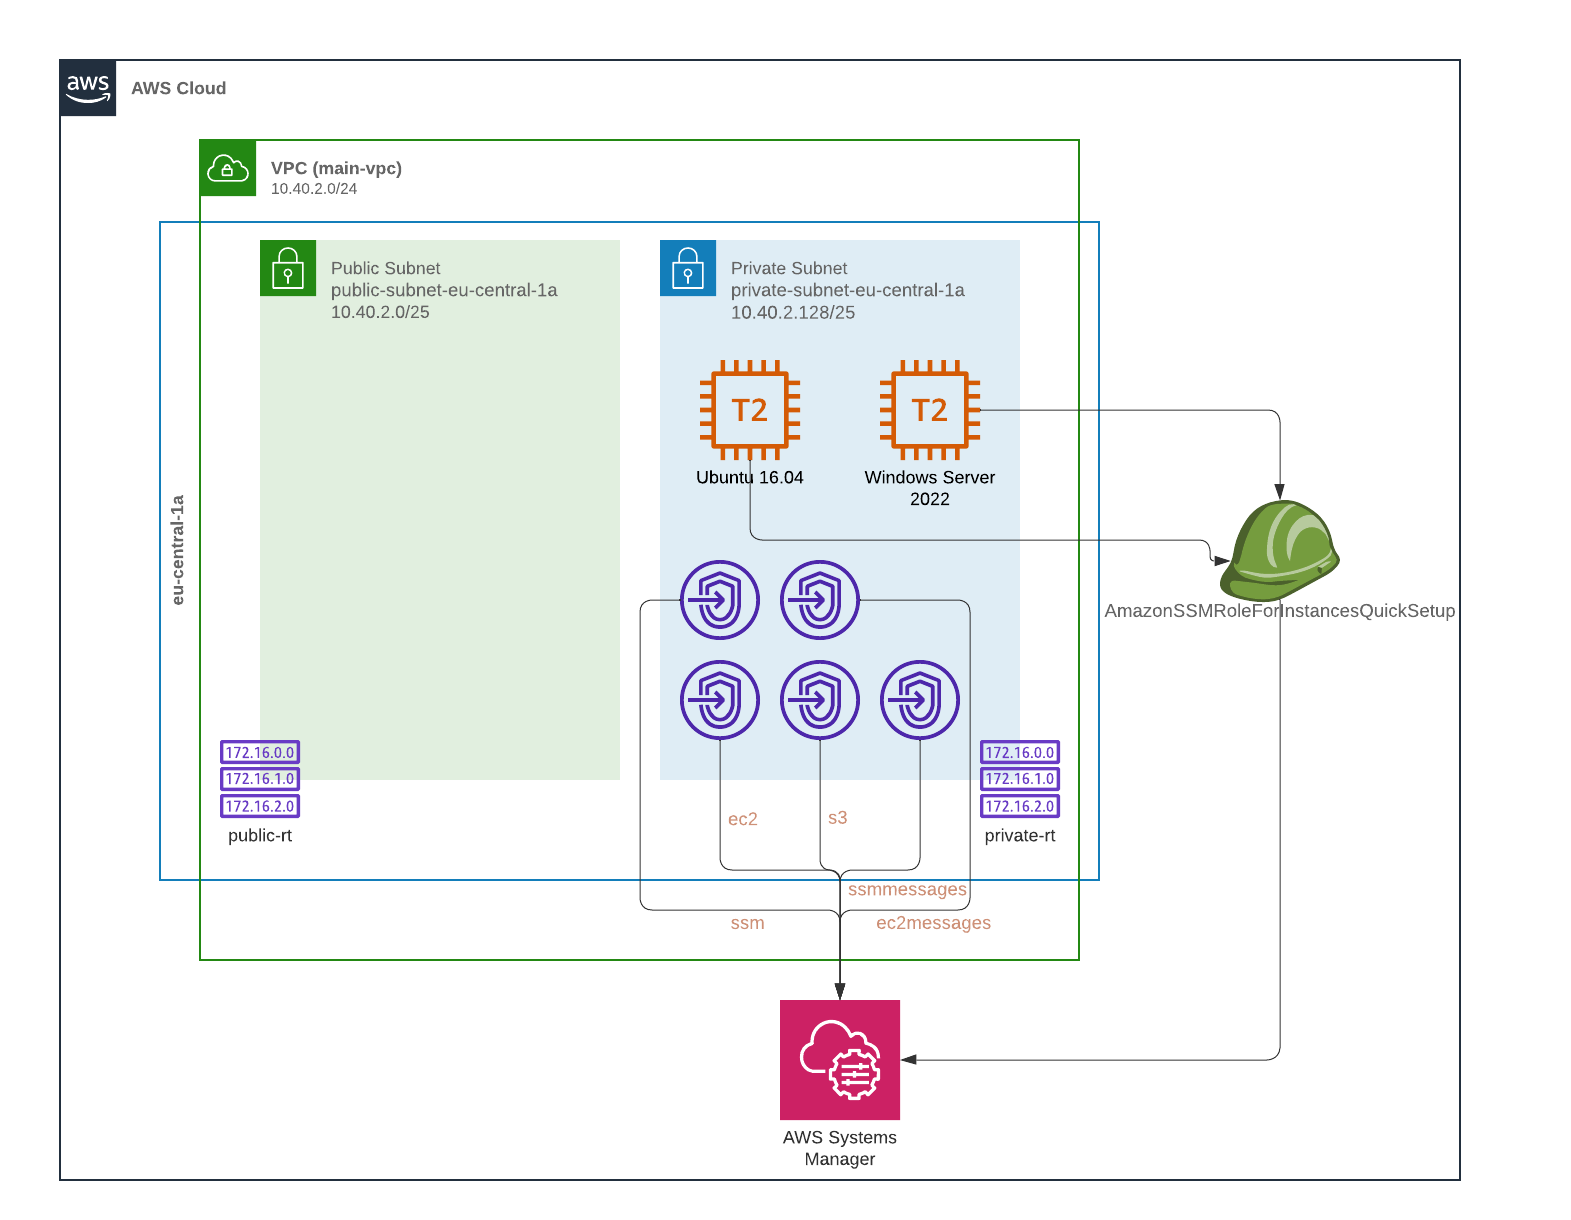 aws
AWS Cloud
VPC (main-vpc)
10.40.2.0/24
eu-central-1a
Public Subnet
public-subnet-eu-central-1a
10.40.2.0/25
Private Subnet
private-subnet-eu-central-1a
10.40.2.128/25
T2
Ubuntu 16.04
T2
Windows Server
2022
AmazonSSMRoleForInstancesQuickSetup
172.16.0.0
172.16.1.0
172.16.2.0
public-rt
172.16.0.0
172.16.1.0
172.16.2.0
private-rt
ec2
s3
ssmmessages
ssm
ec2messages
AWS Systems
Manager